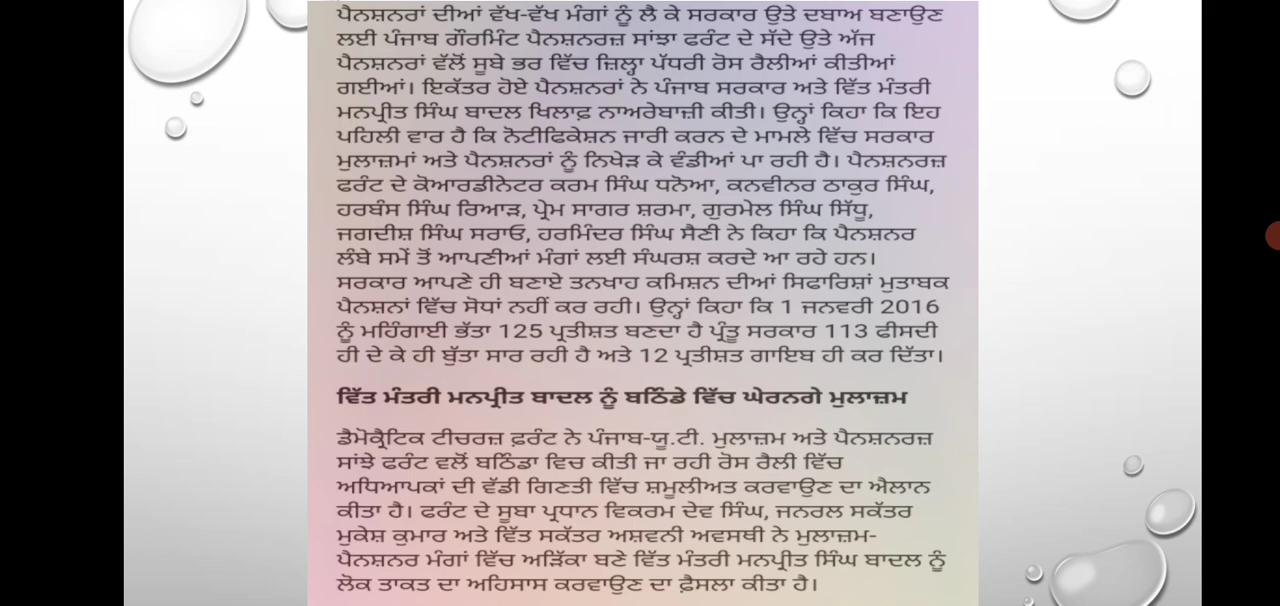 ਪੈਨਸ਼ਨਰਾਂ ਦੀਆਂ ਵੱਖ-ਵੱਖ ਮੰਗਾਂ ਨੂੰ ਲੈ ਕੇ ਸਰਕਾਰ ਉਤੇ ਦਬਾਅ ਬਣਾਉਣ
ਲਈ ਪੰਜਾਬ ਗੌਰਮਿੰਟ ਪੈਨਸ਼ਨਰਜ਼ ਸਾਂਝਾ ਫਰੰਟ ਦੇ ਸੱਦੇ ਉਤੇ ਅੱਜ
ਪੈਨਸ਼ਨਰਾਂ ਵੱਲੋਂ ਸੂਬੇ ਭਰ ਵਿੱਚ ਜ਼ਿਲ੍ਹਾ ਪੱਧਰੀ ਰੋਸ ਰੈਲੀਆਂ ਕੀਤੀਆਂ
ਗਈਆਂ। ਇਕੱਤਰ ਹੋਏ ਪੈਨਸ਼ਨਰਾਂ ਨੇ ਪੰਜਾਬ ਸਰਕਾਰ ਅਤੇ ਵਿੱਤ ਮੰਤਰੀ
ਮਨਪ੍ਰੀਤ ਸਿੰਘ ਬਾਦਲ ਖਿਲਾਫ਼ ਨਾਅਰੇਬਾਜ਼ੀ ਕੀਤੀ। ਉਨ੍ਹਾਂ ਕਿਹਾ ਕਿ ਇਹ
ਪਹਿਲੀ ਵਾਰ ਹੈ ਕਿ ਨੋਟੀਫਿਕੇਸ਼ਨ ਜਾਰੀ ਕਰਨ ਦੇ ਮਾਮਲੇ ਵਿੱਚ ਸਰਕਾਰ
ਮੁਲਾਜ਼ਮਾਂ ਅਤੇ ਪੈਨਸ਼ਨਰਾਂ ਨੂੰ ਨਿਖੇੜ ਕੇ ਵੰਡੀਆਂ ਪਾ ਰਹੀ ਹੈ। ਪੈਨਸ਼ਨਰਜ਼
ਫਰੰਟ ਦੇ ਕੋਆਰਡੀਨੇਟਰ ਕਰਮ ਸਿੰਘ ਧਨੋਆ, ਕਨਵੀਨਰ ਠਾਕੁਰ ਸਿੰਘ,
ਹਰਬੰਸ ਸਿੰਘ ਰਿਆੜ, ਪ੍ਰੇਮ ਸਾਗਰ ਸ਼ਰਮਾ, ਗੁਰਮੇਲ ਸਿੰਘ ਸਿੱਧੂ,
ਜਗਦੀਸ਼ ਸਿੰਘ ਸਰਾਓ, ਹਰਮਿੰਦਰ ਸਿੰਘ ਸੈਣੀ ਨੇ ਕਿਹਾ ਕਿ ਪੈਨਸ਼ਨਰ
ਲੰਬੇ ਸਮੇਂ ਤੋਂ ਆਪਣੀਆਂ ਮੰਗਾਂ ਲਈ ਸੰਘਰਸ਼ ਕਰਦੇ ਆ ਰਹੇ ਹਨ।
ਸਰਕਾਰ ਆਪਣੇ ਹੀ ਬਣਾਏ ਤਨਖਾਹ ਕਮਿਸ਼ਨ ਦੀਆਂ ਸਿਫਾਰਿਸ਼ਾਂ ਮੁਤਾਬਕ
ਪੈਨਸ਼ਨਾਂ ਵਿੱਚ ਸੋਧਾਂ ਨਹੀਂ ਕਰ ਰਹੀ। ਉਨ੍ਹਾਂ ਕਿਹਾ ਕਿ 1 ਜਨਵਰੀ 2016
ਨੂੰ ਮਹਿੰਗਾਈ ਭੱਤਾ 125 ਪ੍ਰਤੀਸ਼ਤ ਬਣਦਾ ਹੈ ਪ੍ਰੰਤੂ ਸਰਕਾਰ 113 ਫੀਸਦੀ
ਹੀ ਦੇ ਕੇ ਹੀ ਬੁੱਤਾ ਸਾਰ ਰਹੀ ਹੈ ਅਤੇ 12 ਪ੍ਰਤੀਸ਼ਤ ਗਾਇਬ ਹੀ ਕਰ ਦਿੱਤਾ।
ਵਿੱਤ ਮੰਤਰੀ ਮਨਪ੍ਰੀਤ ਬਾਦਲ ਨੂੰ ਬਠਿੰਡੇ ਵਿੱਚ ਘੇਰਨਗੇ ਮੁਲਾਜ਼ਮ
ਡੈਮੋਕ੍ਰੈਟਿਕ ਟੀਚਰਜ਼ ਫ਼ਰੰਟ ਨੇ ਪੰਜਾਬ-ਯੂ.ਟੀ. ਮੁਲਾਜ਼ਮ ਅਤੇ ਪੈਨਸ਼ਨਰਜ਼
ਸਾਂਝੇ ਫਰੰਟ ਵਲੋਂ ਬਠਿੰਡਾ ਵਿਚ ਕੀਤੀ ਜਾ ਰਹੀ ਰੋਸ ਰੈਲੀ ਵਿੱਚ
ਅਧਿਆਪਕਾਂ ਦੀ ਵੱਡੀ ਗਿਣਤੀ ਵਿੱਚ ਸ਼ਮੂਲੀਅਤ ਕਰਵਾਉਣ ਦਾ ਐਲਾਨ
ਕੀਤਾ ਹੈ। ਫਰੰਟ ਦੇ ਸੂਬਾ ਪ੍ਰਧਾਨ ਵਿਕਰਮ ਦੇਵ ਸਿੰਘ, ਜਨਰਲ ਸਕੱਤਰ
ਮੁਕੇਸ਼ ਕੁਮਾਰ ਅਤੇ ਵਿੱਤ ਸਕੱਤਰ ਅਸ਼ਵਨੀ ਅਵਸਥੀ ਨੇ ਮੁਲਾਜ਼ਮ-
ਪੈਨਸ਼ਨਰ ਮੰਗਾਂ ਵਿੱਚ ਅੜਿੱਕਾ ਬਣੇ ਵਿੱਤ ਮੰਤਰੀ ਮਨਪ੍ਰੀਤ ਸਿੰਘ ਬਾਦਲ ਨੂੰ
ਲੋਕ ਤਾਕਤ ਦਾ ਅਹਿਸਾਸ ਕਰਵਾਉਣ ਦਾ ਫ਼ੈਸਲਾ ਕੀਤਾ ਹੈ।